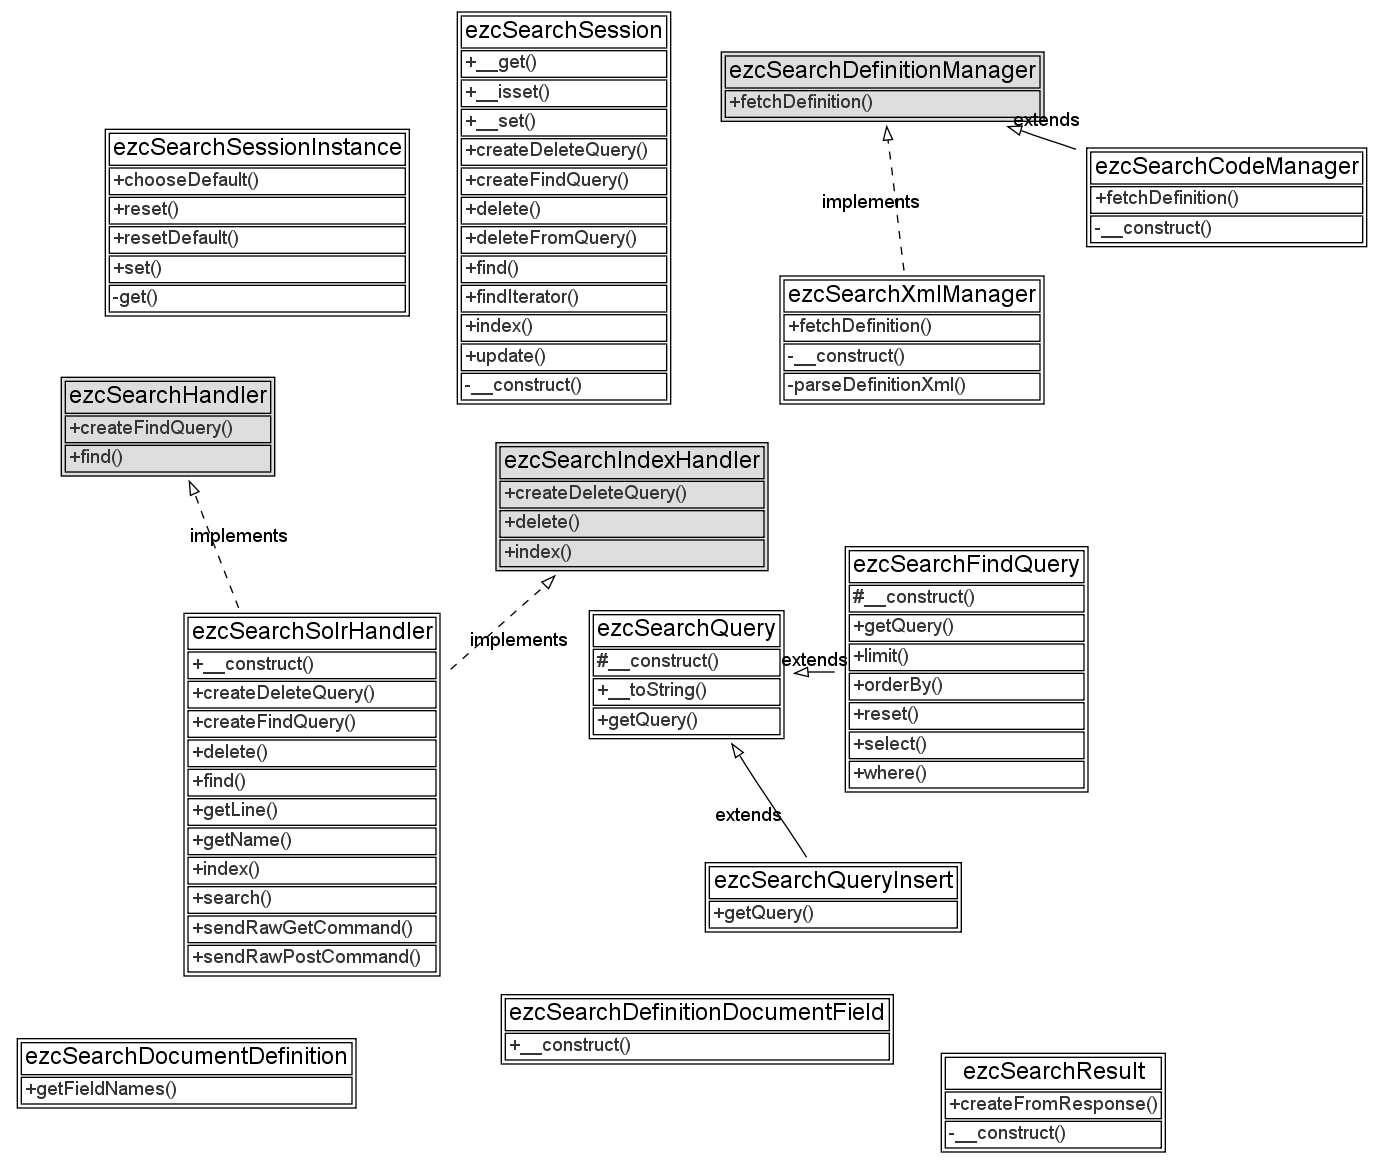 ezcSearchSession
+__get()
+__isset()
+__set()
+createDeleteQuery()
+createFindQuery()
+delete()
+deleteFromQuery()
+find()
+findIterator()
+index()
+update()
-__construct()
ezcSearchDefinitionManager
+fetchDefinition()
extends
ezcSearchSessionInstance
+chooseDefault()
+reset()
+resetDefault()
+set()
-get()
ezcSearchCodeManager
+fetchDefinition()
-__construct()
implements
ezcSearchXmlManager
+fetchDefinition()
-__construct()
-parseDefinitionXml()
ezcSearchHandler
+createFindQuery()
+find()
implements
ezcSearchIndexHandler
+createDeleteQuery()
+delete()
+index()
implements
ezcSearchSolrHandler
+__construct()
+createDeleteQuery()
+createFindQuery()
+delete()
+find()
+getLine()
+getName()
+index()
+search()
+sendRawGetCommand()
+sendRawPostCommand()
ezcSearchQuery
#__construct()
+__toString()
+getQuery()
extends
ezcSearchFindQuery
#__construct()
+getQuery()
+limit()
+orderBy()
+reset()
+select()
+where()
extends
ezcSearchQueryInsert
+getQuery()
ezcSearchDefinitionDocumentField
+__construct()
ezcSearchDocumentDefinition
+getFieldNames()
ezcSearchResult
+createFromResponse()
-__construct()